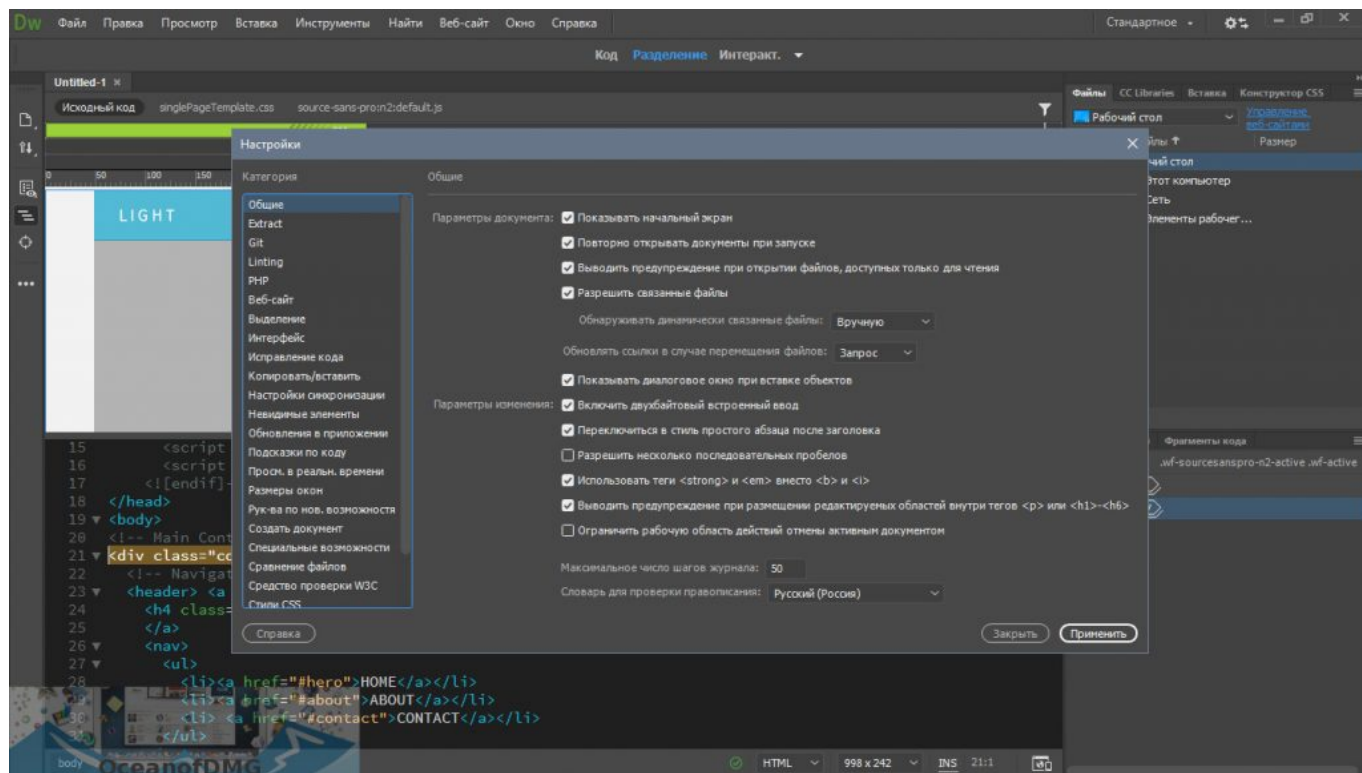 Dw Файл Правка Просмотр Вставка Инструменты Найти Веб-сайт Окно Справка Стандартное
Код Разделение Интеракт.
Untitled-1
Исходный код singlePageTemplate.css source-sans-pro:n2:default.js
Файлы CC Libraries Вставка Конструктор CSS
Рабочий стол Управление веб-сайтами
Размер
Этот компьютер
Сеть
0 50 100 150
LIGHT
Настройки
Категория
Общие
Extract
Git
Linting
PHP
Веб-сайт
Выделение
Интерфейс
Исправление кода
Копировать/вставить
Настройки синхронизации
Невидимые элементы
Обновления в приложении
Подсказки по коду
Просм. в реальн. времени
Размеры окон
Рук-ва по нов. возможностя
Создать документ
Специальные возможности
Сравнение файлов
Средство проверки W3C
Стили CSS
Общие
Параметры документа: Показывать начальный экран
Повторно открывать документы при запуске
Выводить предупреждение при открытии файлов, доступных только для чтения
Разрешить связанные файлы
Обнаруживать динамически связанные файлы: Вручную
Обновлять ссылки в случае перемещения файлов: Запрос
Показывать диалоговое окно при вставке объектов
Параметры изменения: Включить двухбайтовый встроенный ввод
Переключиться в стиль простого абзаца после заголовка
Разрешить несколько последовательных пробелов
Использовать теги <strong> и <em> вместо <b> и <i>
Выводить предупреждение при размещении редактируемых областей внутри тегов <p> или <h1>-<h6>
Ограничить рабочую область действий отмены активным документом
Максимальное число шагов журнала: 50
Словарь для проверки правописания: Русский (Россия)
Справка Закрыть Применить
Фрагменты кода
.wf-sourcesanspro-n2-active .wf-active
15 <script
16 <script
17 <![endif]-
18 </head>
19 <body>
20 <!-- Main Cont
21 <div class="co
22 <!-- Navigat
23 <header> <a
24 <h4 class=
25 </a>
26 <nav>
27 <ul>
28 <li><a href="#hero">HOME</a></li>
29 <li><a href="#about">ABOUT</a></li>
30 <li> <a href="#contact">CONTACT</a></li>
</ul>
body HTML 998 x 242 INS 21:1
OceanofDMG